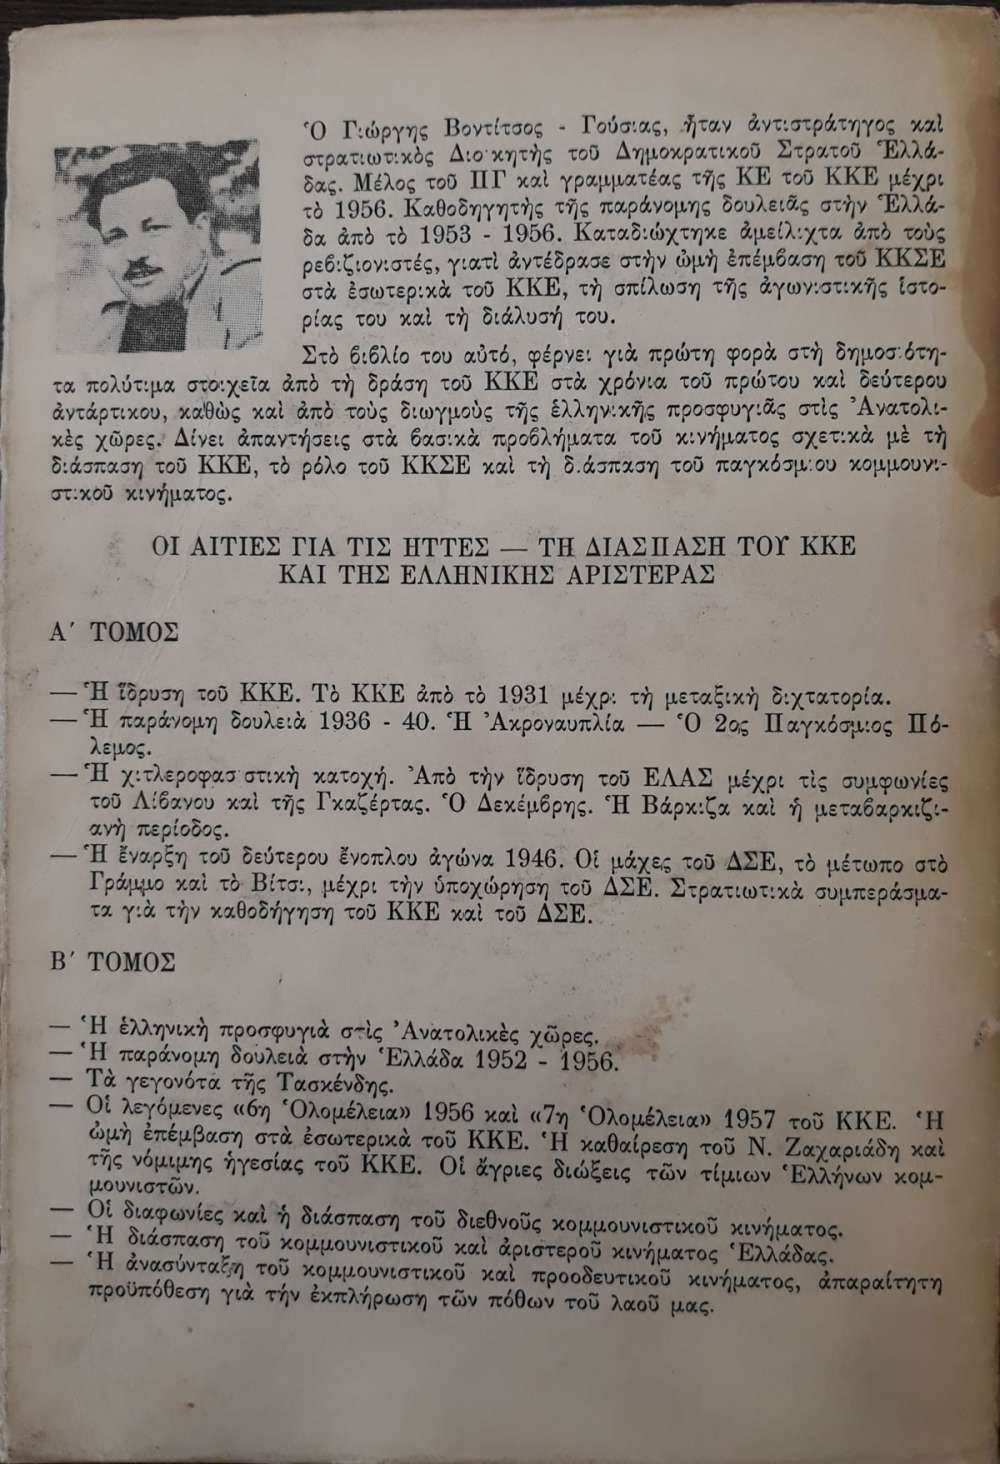 Ὁ Γιώργης Βοντίτσος - Γούσιας, ἦταν ἀντιστράτηγος καὶ
στρατιωτικὸς Διοικητὴς τοῦ Δημοκρατικοῦ Στρατοῦ Ἑλλά-
δας. Μέλος τοῦ ΠΓ καὶ γραμματέας τῆς ΚΕ τοῦ ΚΚΕ μέχρι
τὸ 1956. Καθοδηγητὴς τῆς παράνομης δουλειᾶς στὴν Ἑλλά-
δα ἀπὸ τὸ 1953 - 1956. Καταδιώχτηκε ἀμείλιχτα ἀπὸ τοὺς
ρεβιζιονιστές, γιατὶ ἀντέδρασε στὴν ὠμὴ ἐπέμβαση τοῦ ΚΚΣΕ
στὰ ἐσωτερικὰ τοῦ ΚΚΕ, τὴ σπίλωση τῆς ἀγωνιστικῆς ἱστο-
ρίας του καὶ τὴ διάλυσή του.
Στὸ βιβλίο του αὐτό, φέρνει γιὰ πρώτη φορὰ στὴ δημοσιότη-
τα πολύτιμα στοιχεῖα ἀπὸ τὴ δράση τοῦ ΚΚΕ στὰ χρόνια τοῦ πρώτου καὶ δεύτερου
ἀντάρτικου, καθὼς καὶ ἀπὸ τοὺς διωγμοὺς τῆς ἑλληνικῆς προσφυγιᾶς στὶς Ἀνατολι-
κὲς χῶρες. Δίνει ἀπαντήσεις στὰ βασικὰ προβλήματα τοῦ κινήματος σχετικὰ μὲ τὴ
διάσπαση τοῦ ΚΚΕ, τὸ ρόλο τοῦ ΚΚΣΕ καὶ τὴ διάσπαση τοῦ παγκόσμιου κομμουνι-
στικοῦ κινήματος.
ΟΙ ΑΙΤΙΕΣ ΓΙΑ ΤΙΣ ΗΤΤΕΣ — ΤΗ ΔΙΑΣΠΑΣΗ ΤΟΥ ΚΚΕ
ΚΑΙ ΤΗΣ ΕΛΛΗΝΙΚΗΣ ΑΡΙΣΤΕΡΑΣ
Α΄ ΤΟΜΟΣ
— Ἡ ἵδρυση τοῦ ΚΚΕ. Τὸ ΚΚΕ ἀπὸ τὸ 1931 μέχρι τὴ μεταξικὴ διχτατορία.
— Ἡ παράνομη δουλειὰ 1936 - 40. Ἡ Ἀκροναυπλία — Ὁ 2ος Παγκόσμιος Πό-
λεμος.
— Ἡ χιτλεροφασιστικὴ κατοχή. Ἀπὸ τὴν ἵδρυση τοῦ ΕΛΑΣ μέχρι τὶς συμφωνίες
τοῦ Λίβανου καὶ τῆς Γκαζέρτας. Ὁ Δεκέμβρης. Ἡ Βάρκιζα καὶ ἡ μεταβαρκιζι-
ανὴ περίοδος.
— Ἡ ἔναρξη τοῦ δεύτερου ἔνοπλου ἀγώνα 1946. Οἱ μάχες τοῦ ΔΣΕ, τὸ μέτωπο στὸ
Γράμμο καὶ τὸ Βίτσι, μέχρι τὴν ὑποχώρηση τοῦ ΔΣΕ. Στρατιωτικὰ συμπεράσμα-
τα γιὰ τὴν καθοδήγηση τοῦ ΚΚΕ καὶ τοῦ ΔΣΕ.
Β΄ ΤΟΜΟΣ
— Ἡ ἑλληνικὴ προσφυγιὰ στὶς Ἀνατολικὲς χῶρες.
— Ἡ παράνομη δουλειὰ στὴν Ἑλλάδα 1952 - 1956.
— Τὰ γεγονότα τῆς Τασκένδης.
— Οἱ λεγόμενες «6η Ὁλομέλεια» 1956 καὶ «7η Ὁλομέλεια» 1957 τοῦ ΚΚΕ. Ἡ
ὠμὴ ἐπέμβαση στὰ ἐσωτερικὰ τοῦ ΚΚΕ. Ἡ καθαίρεση τοῦ Ν. Ζαχαριάδη καὶ
τῆς νόμιμης ἡγεσίας τοῦ ΚΚΕ. Οἱ ἄγριες διώξεις τῶν τίμιων Ἑλλήνων κομ-
μουνιστῶν.
— Οἱ διαφωνίες καὶ ἡ διάσπαση τοῦ διεθνοῦς κομμουνιστικοῦ κινήματος.
— Ἡ διάσπαση τοῦ κομμουνιστικοῦ καὶ ἀριστεροῦ κινήματος Ἑλλάδας.
— Ἡ ἀνασύνταξη τοῦ κομμουνιστικοῦ καὶ προοδευτικοῦ κινήματος, ἀπαραίτητη
προϋπόθεση γιὰ τήν ἐκπλήρωση τῶν πόθων τοῦ λαοῦ μας.